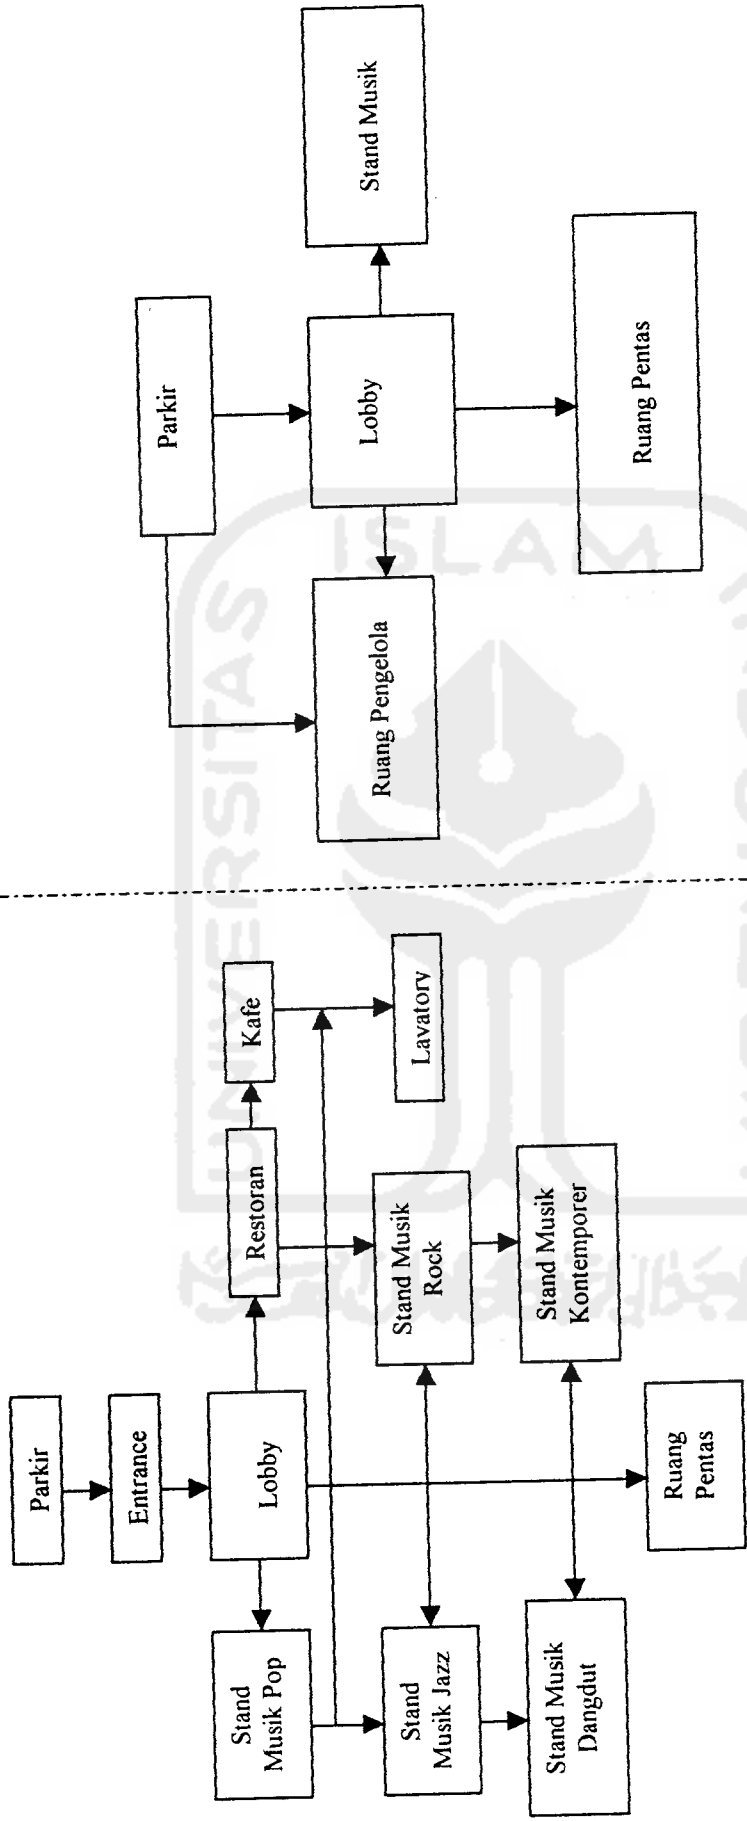 Parkir
Entrance
Stand
Musik Pop
Lobby
Restoran
Kafe
Stand
Musik Jazz
Stand Musik
Rock
Lavatory
Stand Musik
Dangdut
Stand Musik
Kontemporer
Ruang
Pentas
Parkir
Ruang Pengelola
Lobby
Stand Musik
Ruang Pentas
UNIVERSITAS
ISLAM